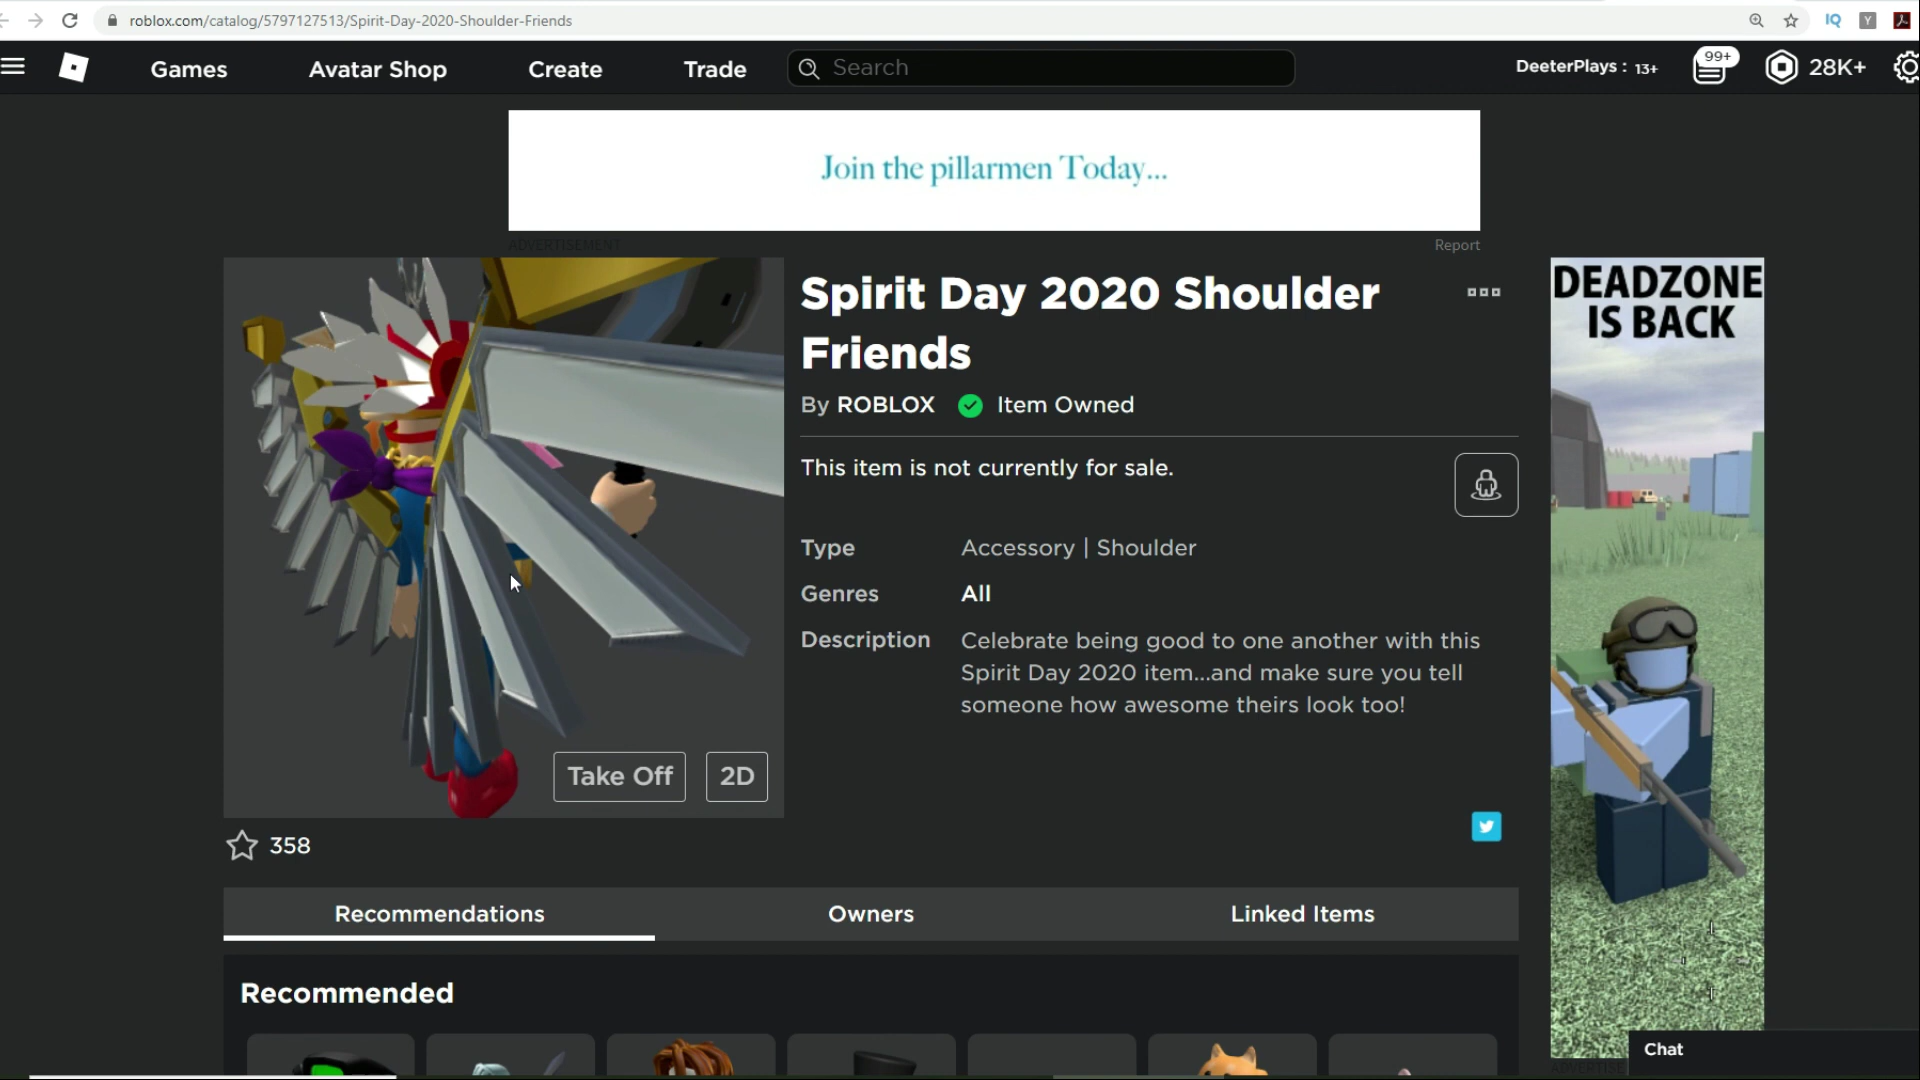 roblox.com/catalog/5797127513/Spirit-Day-2020-Shoulder-Friends
IQ
Y
Games
Avatar Shop
Create
Trade
Search
DeeterPlays : 13+
99+
28K+
Join the pillarmen Today...
ADVERTISEMENT
Report
Spirit Day 2020 Shoulder
Friends
By ROBLOX
Item Owned
This item is not currently for sale.
Type
Accessory | Shoulder
Genres
All
Description
Celebrate being good to one another with this
Spirit Day 2020 item...and make sure you tell
someone how awesome theirs look too!
Take Off
2D
358
DEADZONE
IS BACK
Recommendations
Owners
Linked Items
Recommended
Chat